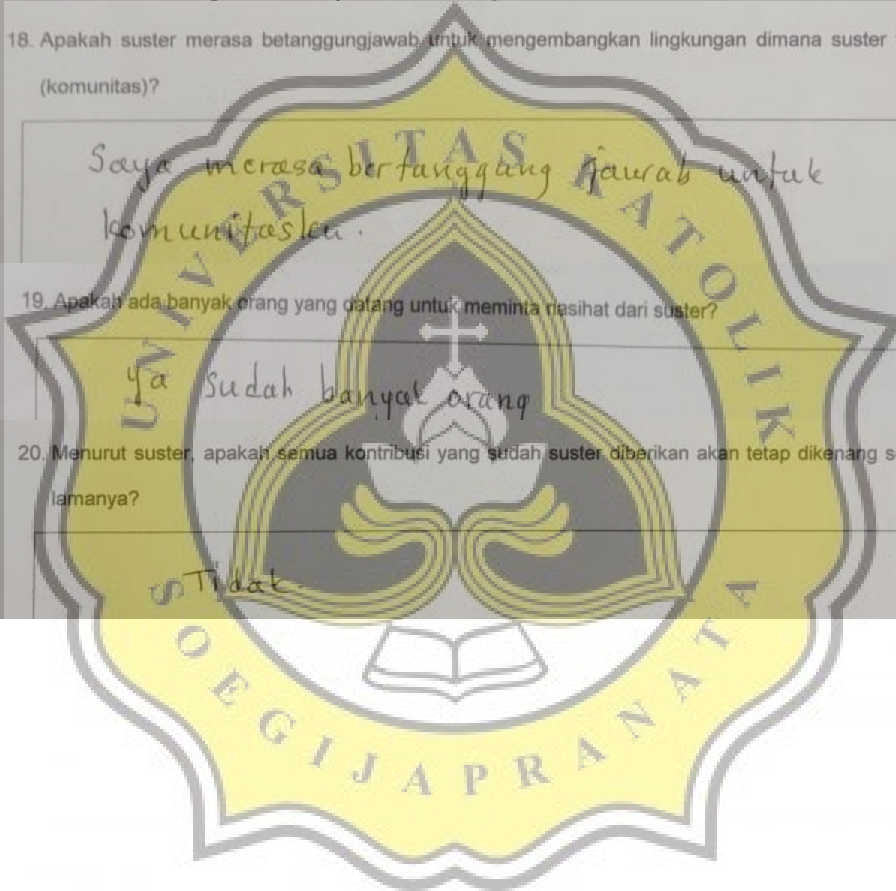 18. Apakah suster merasa betanggungjawab untuk mengembangkan lingkungan dimana suster
(komunitas)?
Saya merasa bertanggung jawab untuk
komunitasku.
19. Apakah ada banyak orang yang datang untuk meminta nasihat dari suster?
Ya sudah banyak orang
20. Menurut suster, apakah semua kontribusi yang sudah suster diberikan akan tetap dikenang
lamanya?
Tidak
UNIVERSITAS KATOLIK
SOEGIJAPRANATA